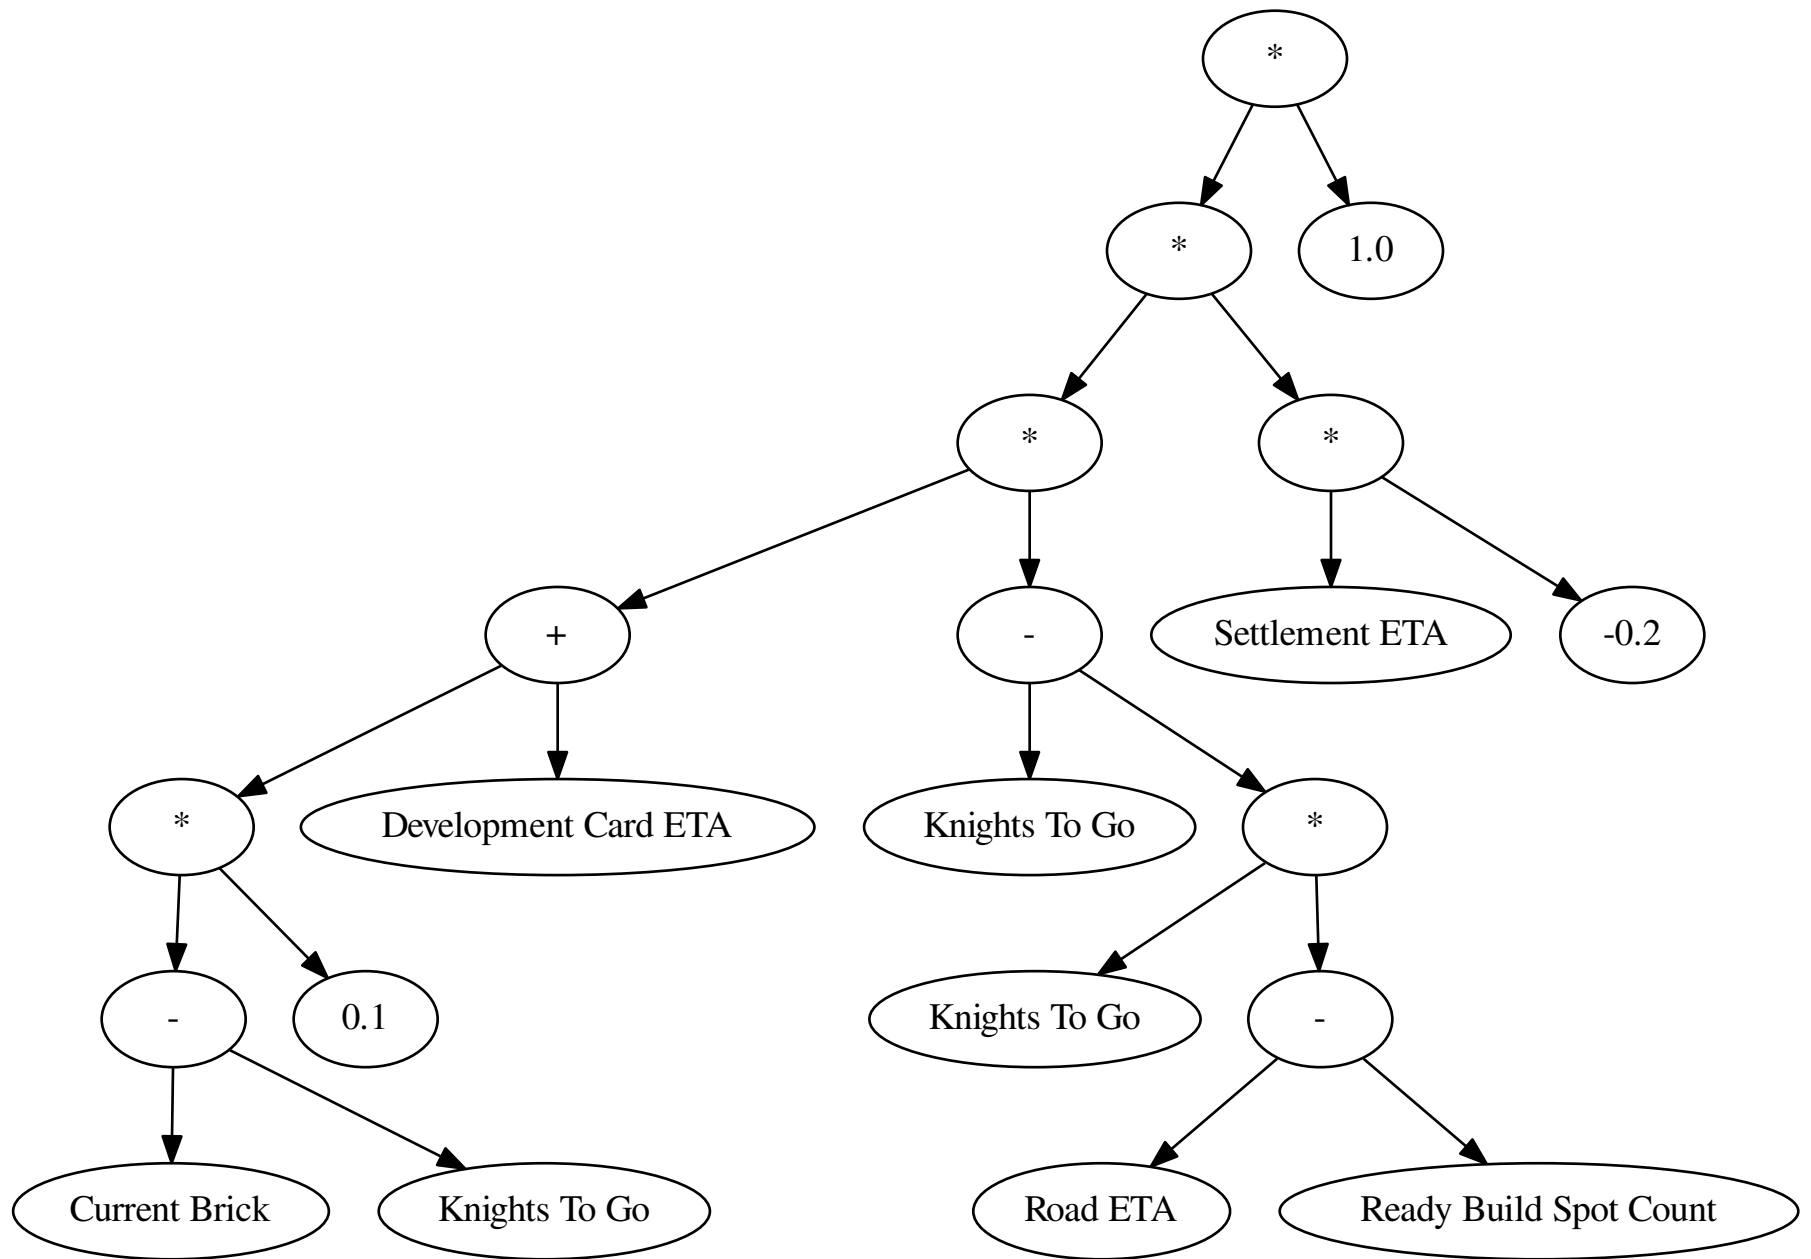 *
*
1.0
*
*
+
-
Settlement ETA
-0.2
*
Development Card ETA
Knights To Go
*
-
0.1
Knights To Go
-
Current Brick
Knights To Go
Road ETA
Ready Build Spot Count